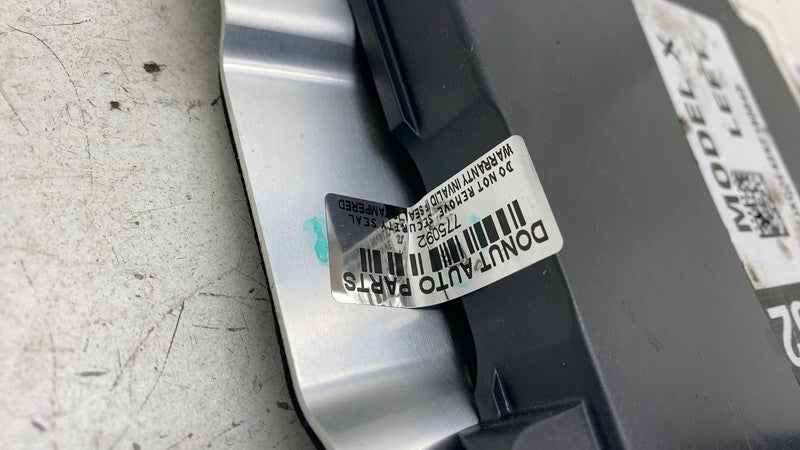 DONUT AUTO PARTS
775092
SECURITY SEAL
DO NOT REMOVE
WARRANTY INVALID IF SEAL TAMPERED
MODEL X
LEFT